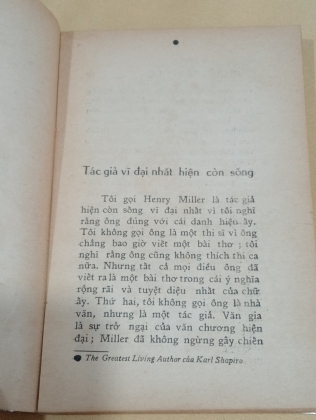 Tác giả vĩ đại nhất hiện còn sống
Tôi gọi Henry Miller là tác giả
hiện còn sống vĩ đại nhất vì tôi nghĩ
rằng ông đúng với cái danh hiệu ấy.
Tôi không gọi ông là một thi sĩ vì ông
chẳng bao giờ viết một bài thơ ; tôi
nghĩ rằng ông cũng không thích thi ca
nữa. Nhưng tất cả mọi điều ông đã
viết ra là một bài thơ trong cái ý nghĩa
rộng rãi và tuyệt diệu nhất của chữ
ấy. Thứ hai, tôi không gọi ông là nhà
văn, nhưng là một tác giả. Văn gia
là sự trở ngại của văn chương hiện
đại ; Miller đã không ngừng gây chiến
● The Greatest Living Author của Karl Shapiro